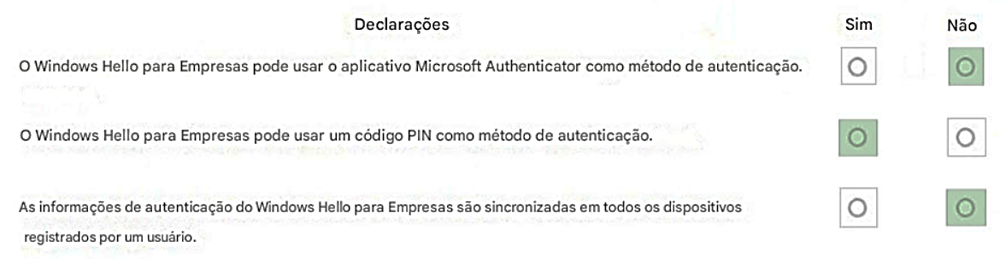 Declarações Sim Não
O Windows Hello para Empresas pode usar o aplicativo Microsoft Authenticator como método de autenticação.
O Windows Hello para Empresas pode usar um código PIN como método de autenticação.
As informações de autenticação do Windows Hello para Empresas são sincronizadas em todos os dispositivos
registrados por um usuário.